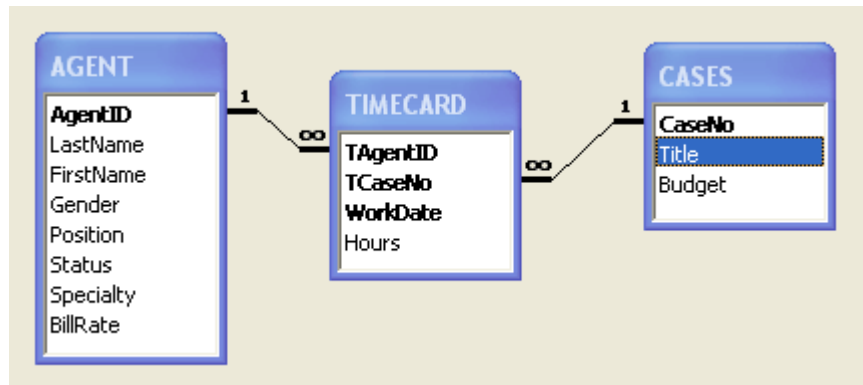 AGENT
AgentID
LastName
FirstName
Gender
Position
Status
Specialty
BillRate
1
∞
TIMECARD
TAgentID
TCaseNo
WorkDate
Hours
∞
1
CASES
CaseNo
Title
Budget